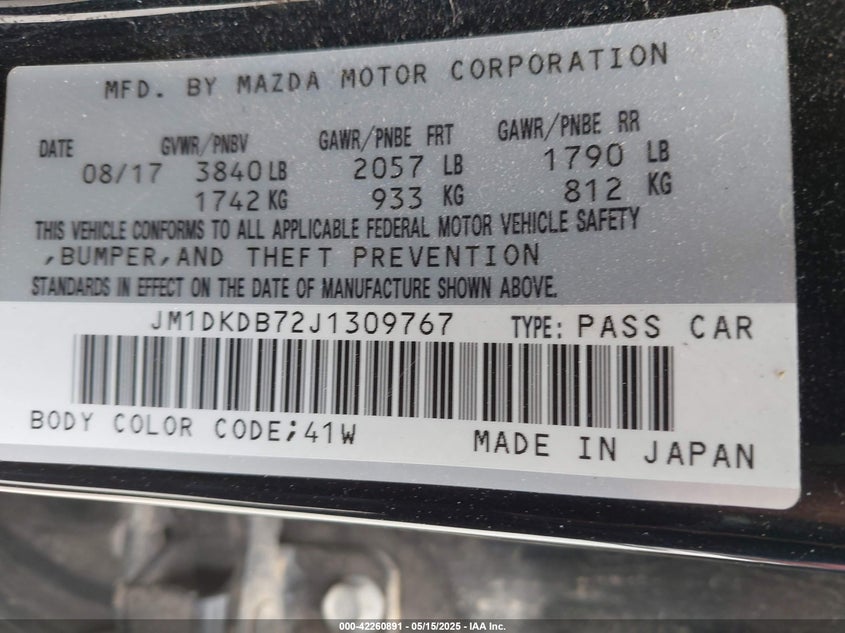 MFD. BY MAZDA MOTOR CORPORATION
DATE GVWR/PNBV GAWR/PNBE FRT GAWR/PNBE RR
08/17 3840 LB 2057 LB 1790 LB
1742 KG 933 KG 812 KG
THIS VEHICLE CONFORMS TO ALL APPLICABLE FEDERAL MOTOR VEHICLE SAFETY
,BUMPER,AND THEFT PREVENTION
STANDARDS IN EFFECT ON THE DATE OF MANUFACTURE SHOWN ABOVE.
JM1DKDB72J1309767 TYPE: PASS CAR
BODY COLOR CODE;41W MADE IN JAPAN
000-42260891 - 05/15/2025 - IAA Inc.